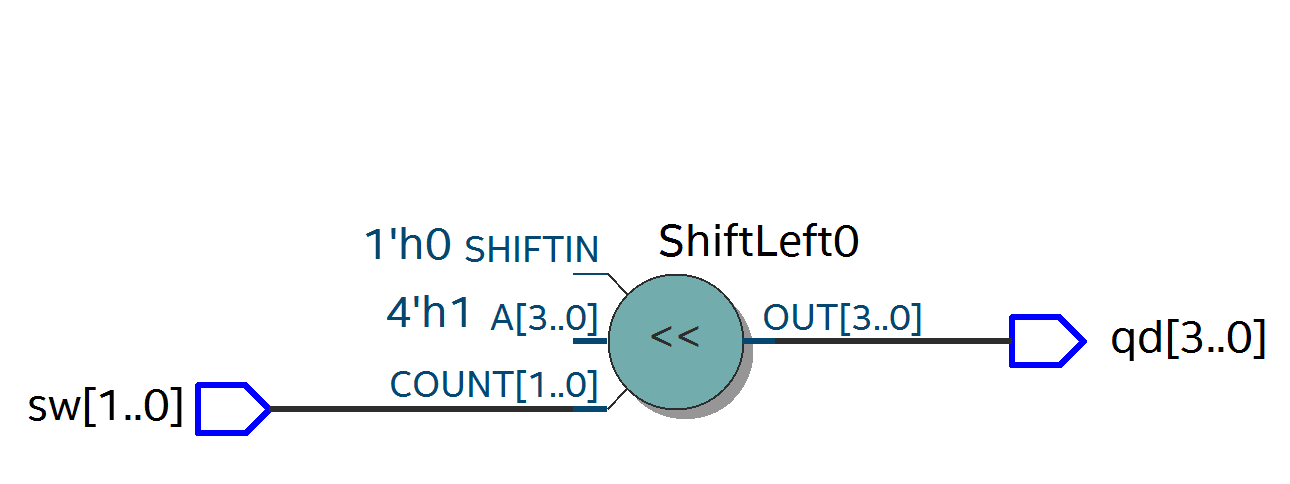 ShiftLeft0
1'h0 SHIFTIN
4'h1 A[3..0]
<<
OUT[3..0]
qd[3..0]
COUNT[1..0]
sw[1..0]